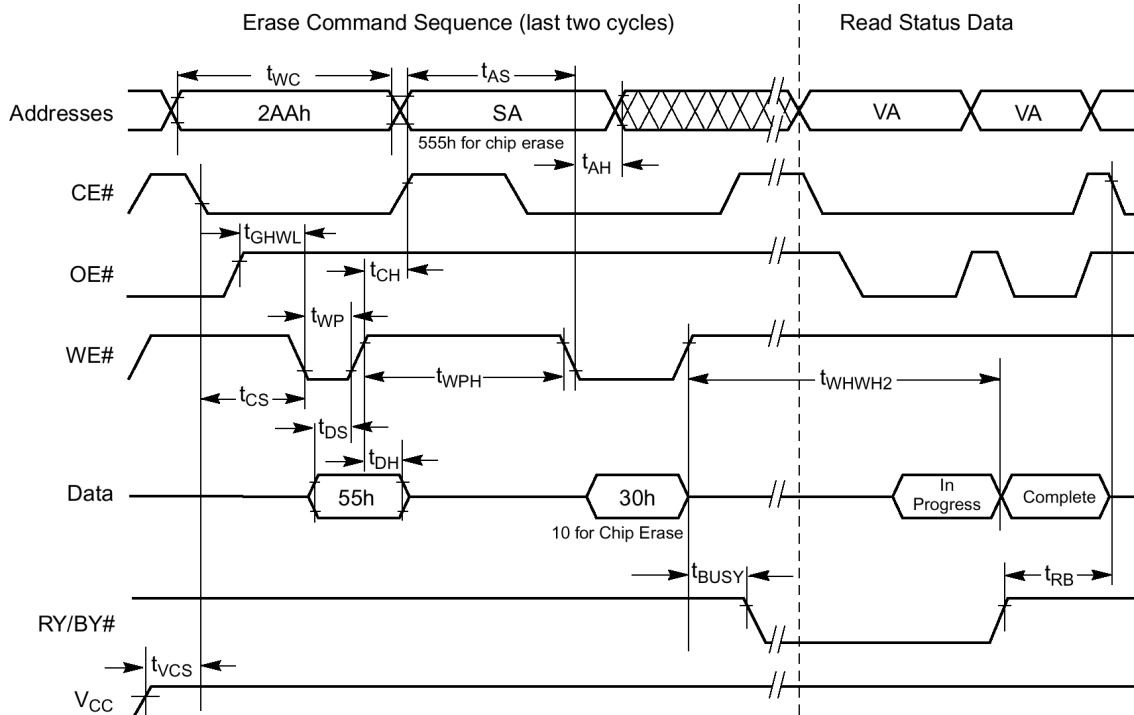 Erase Command Sequence (last two cycles)
Read Status Data
tWC
tAS
Addresses
2AAh
SA
VA
VA
555h for chip erase
tAH
CE#
tGHWL
OE#
tCH
tWP
WE#
tWPH
tWHWH2
tCS
tDS
tDH
Data
55h
30h
In
Progress
Complete
10 for Chip Erase
tBUSY
tRB
RY/BY#
tVCS
VCC